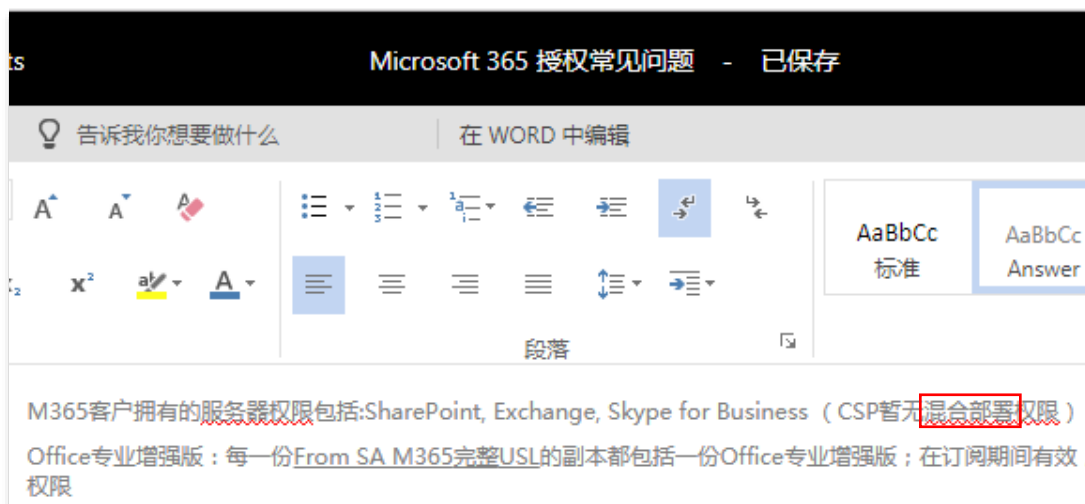 ts
Microsoft 365 授权常见问题 - 已保存
告诉我你想要做什么
在 WORD 中编辑
AaBbCc
标准
AaBbCc
Answer
段落
M365客户拥有的服务器权限包括:SharePoint, Exchange, Skype for Business （CSP暂无混合部署权限）
Office专业增强版：每一份From SA M365完整USL的副本都包括一份Office专业增强版；在订阅期间有效
权限